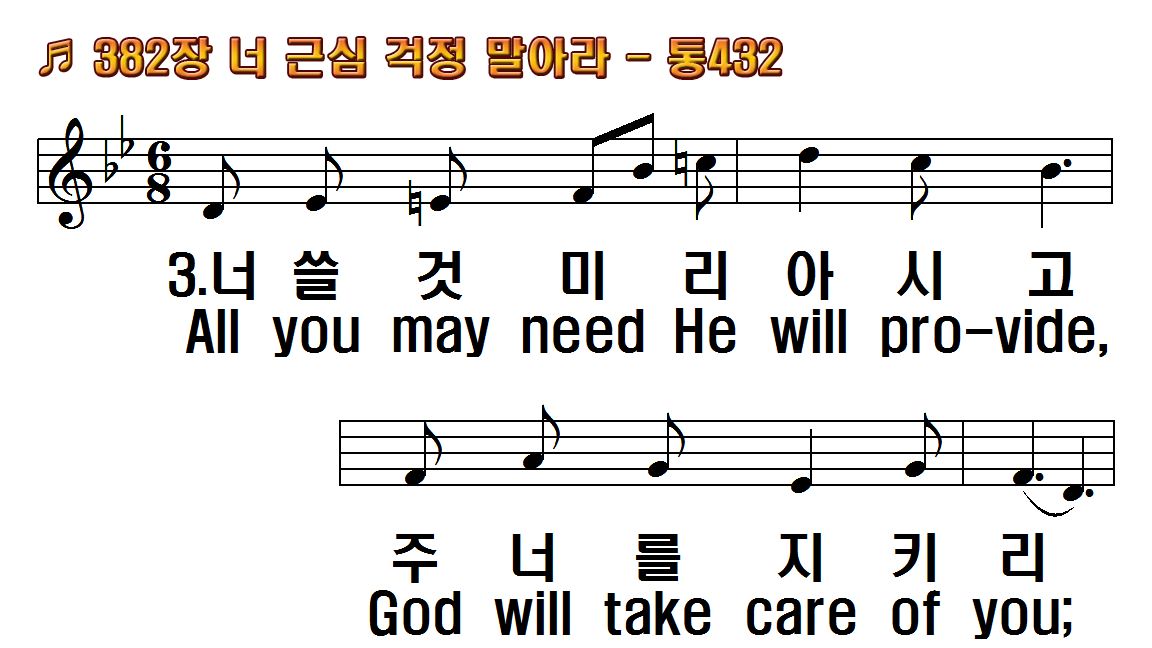 ♬ 382장 너 근심 걱정 말아라 - 통432
6
8
3.너 쓸 것 미 리 아 시 고
All you may need He will pro-vide,
주 너 를 지 키 리
God will take care of you;